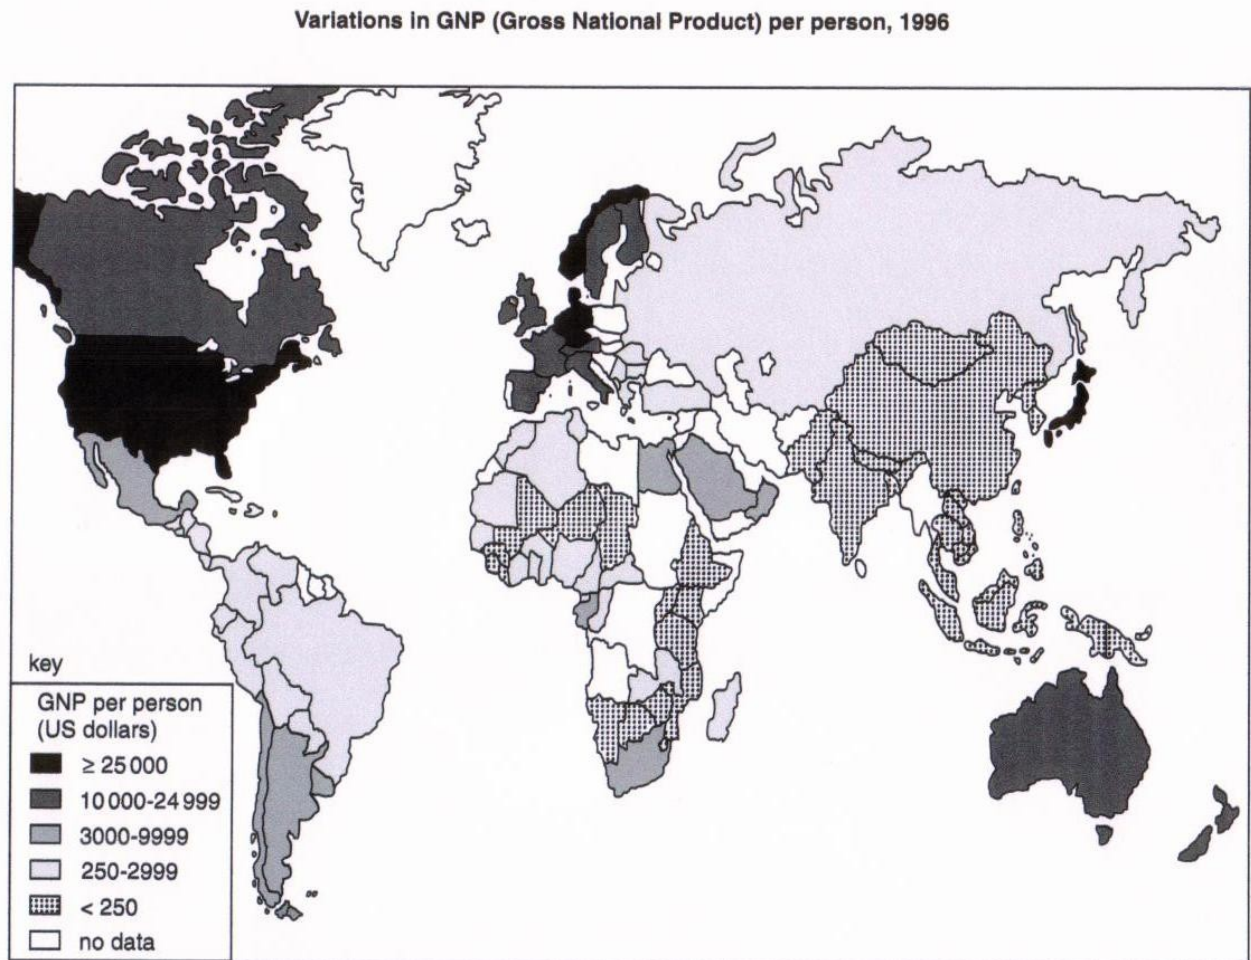 Variations in GNP (Gross National Product) per person, 1996
key
GNP per person
(US dollars)
≥ 25 000
10 000-24 999
3000-9999
250-2999
< 250
no data